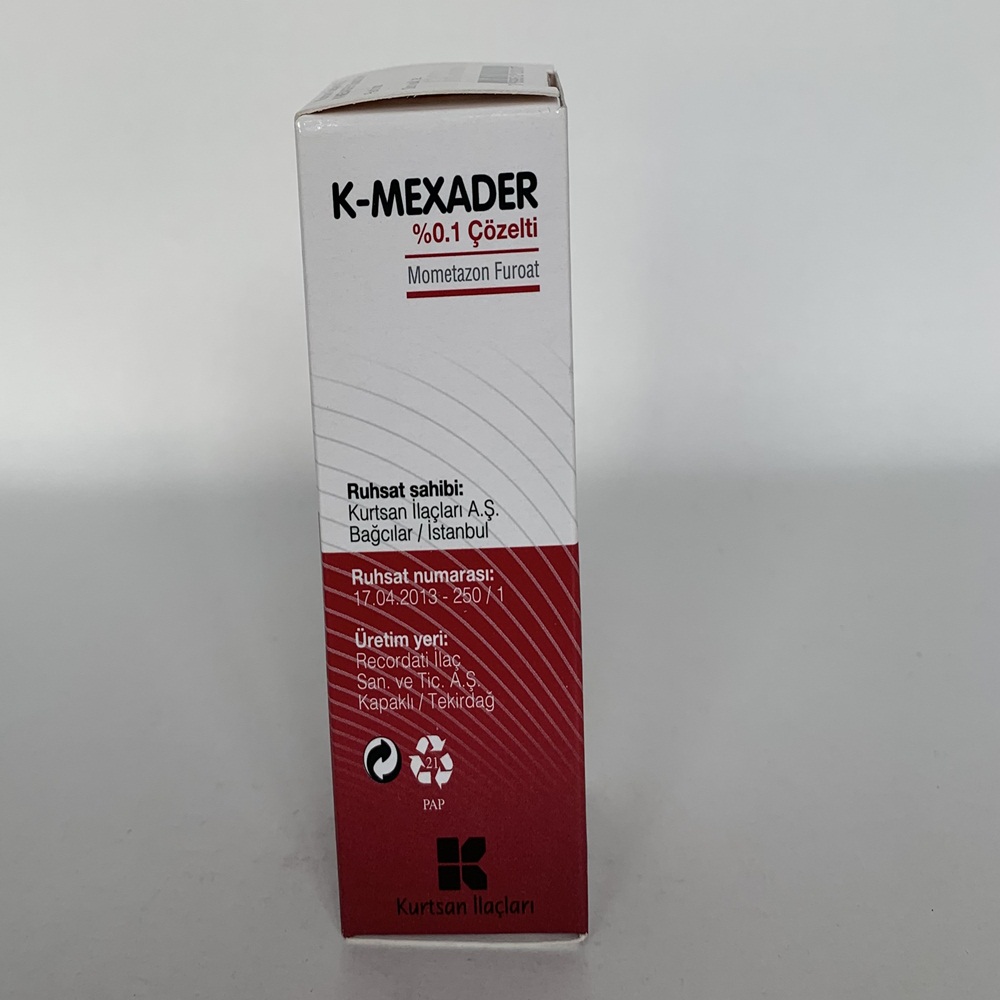 K-MEXADER
%0.1 Çözelti
Mometazon Furoat
Ruhsat sahibi:
Kurtsan İlaçları A.Ş.
Bağcılar / İstanbul
Ruhsat numarası:
17.04.2013 - 250 / 1
Üretim yeri:
Recordati İlaç
San. ve Tic. A.Ş.
Kapaklı / Tekirdağ
21
PAP
Kurtsan İlaçları